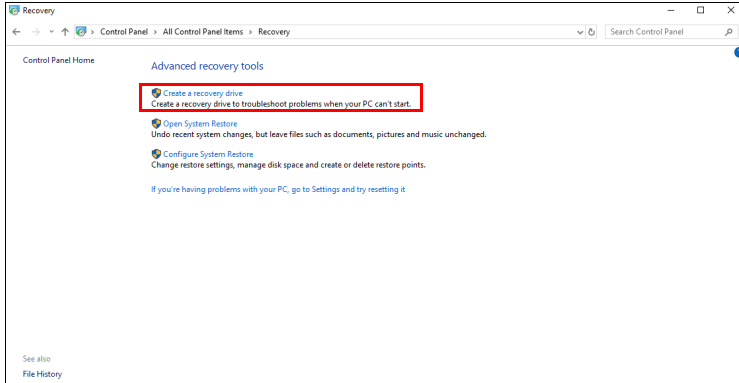 Recovery
Control Panel > All Control Panel Items > Recovery
Search Control Panel
Control Panel Home
Advanced recovery tools
Create a recovery drive
Create a recovery drive to troubleshoot problems when your PC can't start.
Open System Restore
Undo recent system changes, but leave files such as documents, pictures and music unchanged.
Configure System Restore
Change restore settings, manage disk space and create or delete restore points.
If you're having problems with your PC, go to Settings and try resetting it
See also
File History